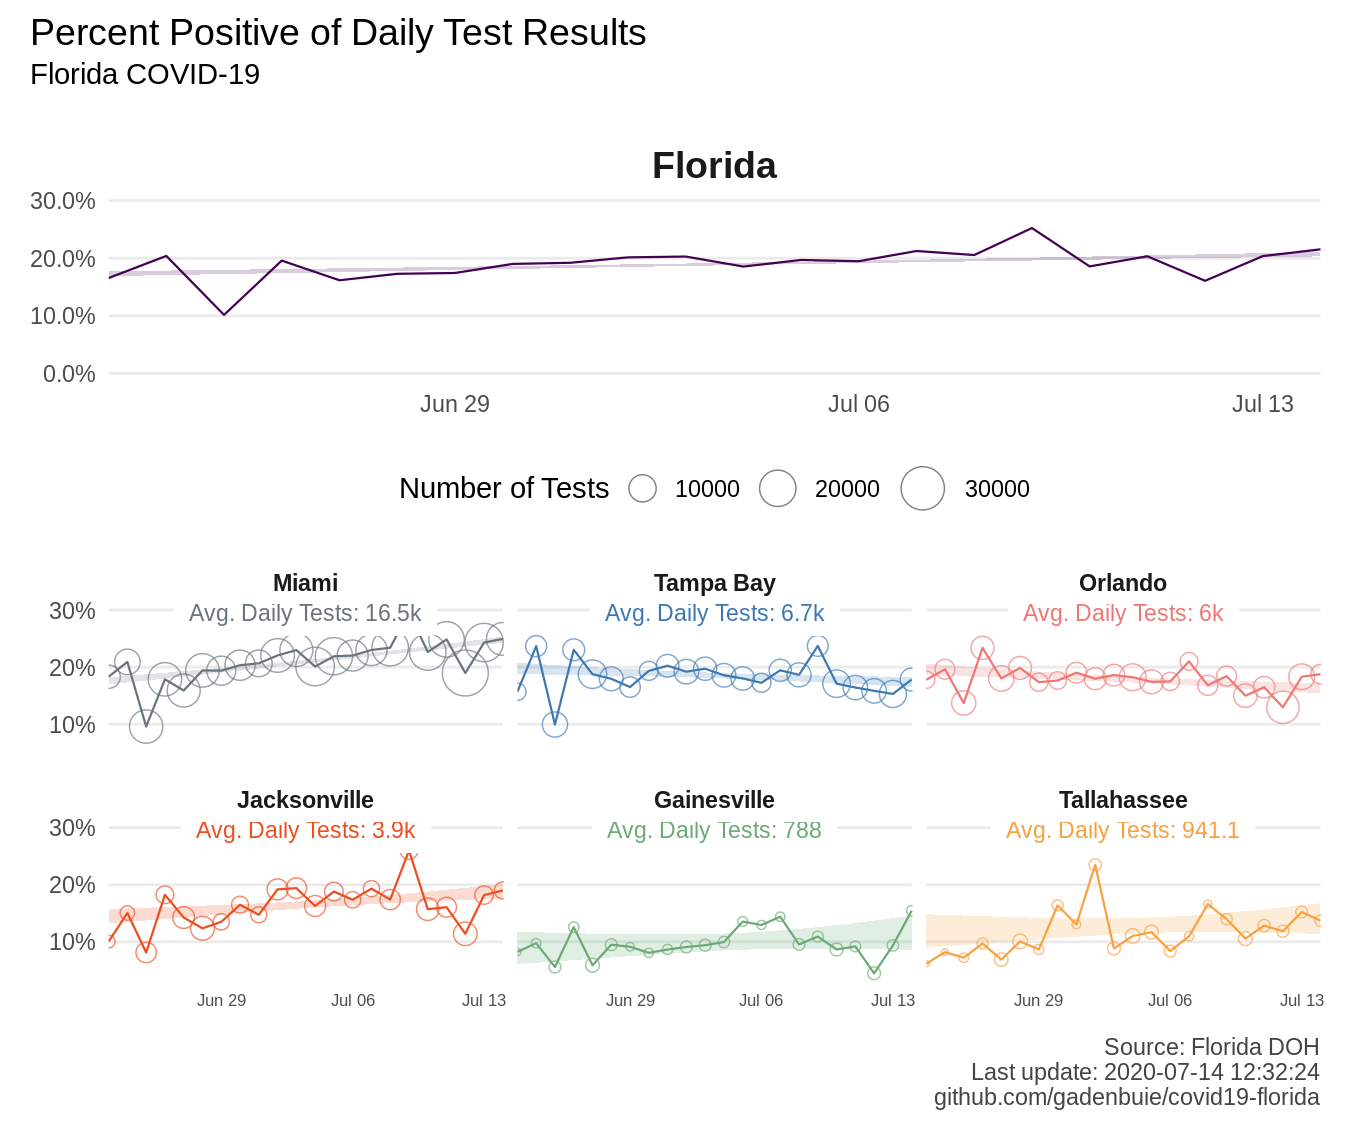 Percent Positive of Daily Test Results
Florida COVID-19
Florida
30.0%
20.0%
10.0%
0.0%
Jun 29 Jul 06 Jul 13
Number of Tests 10000 20000 30000
Miami Tampa Bay Orlando
30% Avg. Daily Tests: 16.5k Avg. Daily Tests: 6.7k Avg. Daily Tests: 6k
20%
10%
Jacksonville Gainesville Tallahassee
30% Avg. Daily Tests: 3.9k Avg. Daily Tests: 788 Avg. Daily Tests: 941.1
20%
10%
Jun 29 Jul 06 Jul 13 Jun 29 Jul 06 Jul 13 Jun 29 Jul 06 Jul 13
Source: Florida DOH
Last update: 2020-07-14 12:32:24
github.com/gadenbuie/covid19-florida